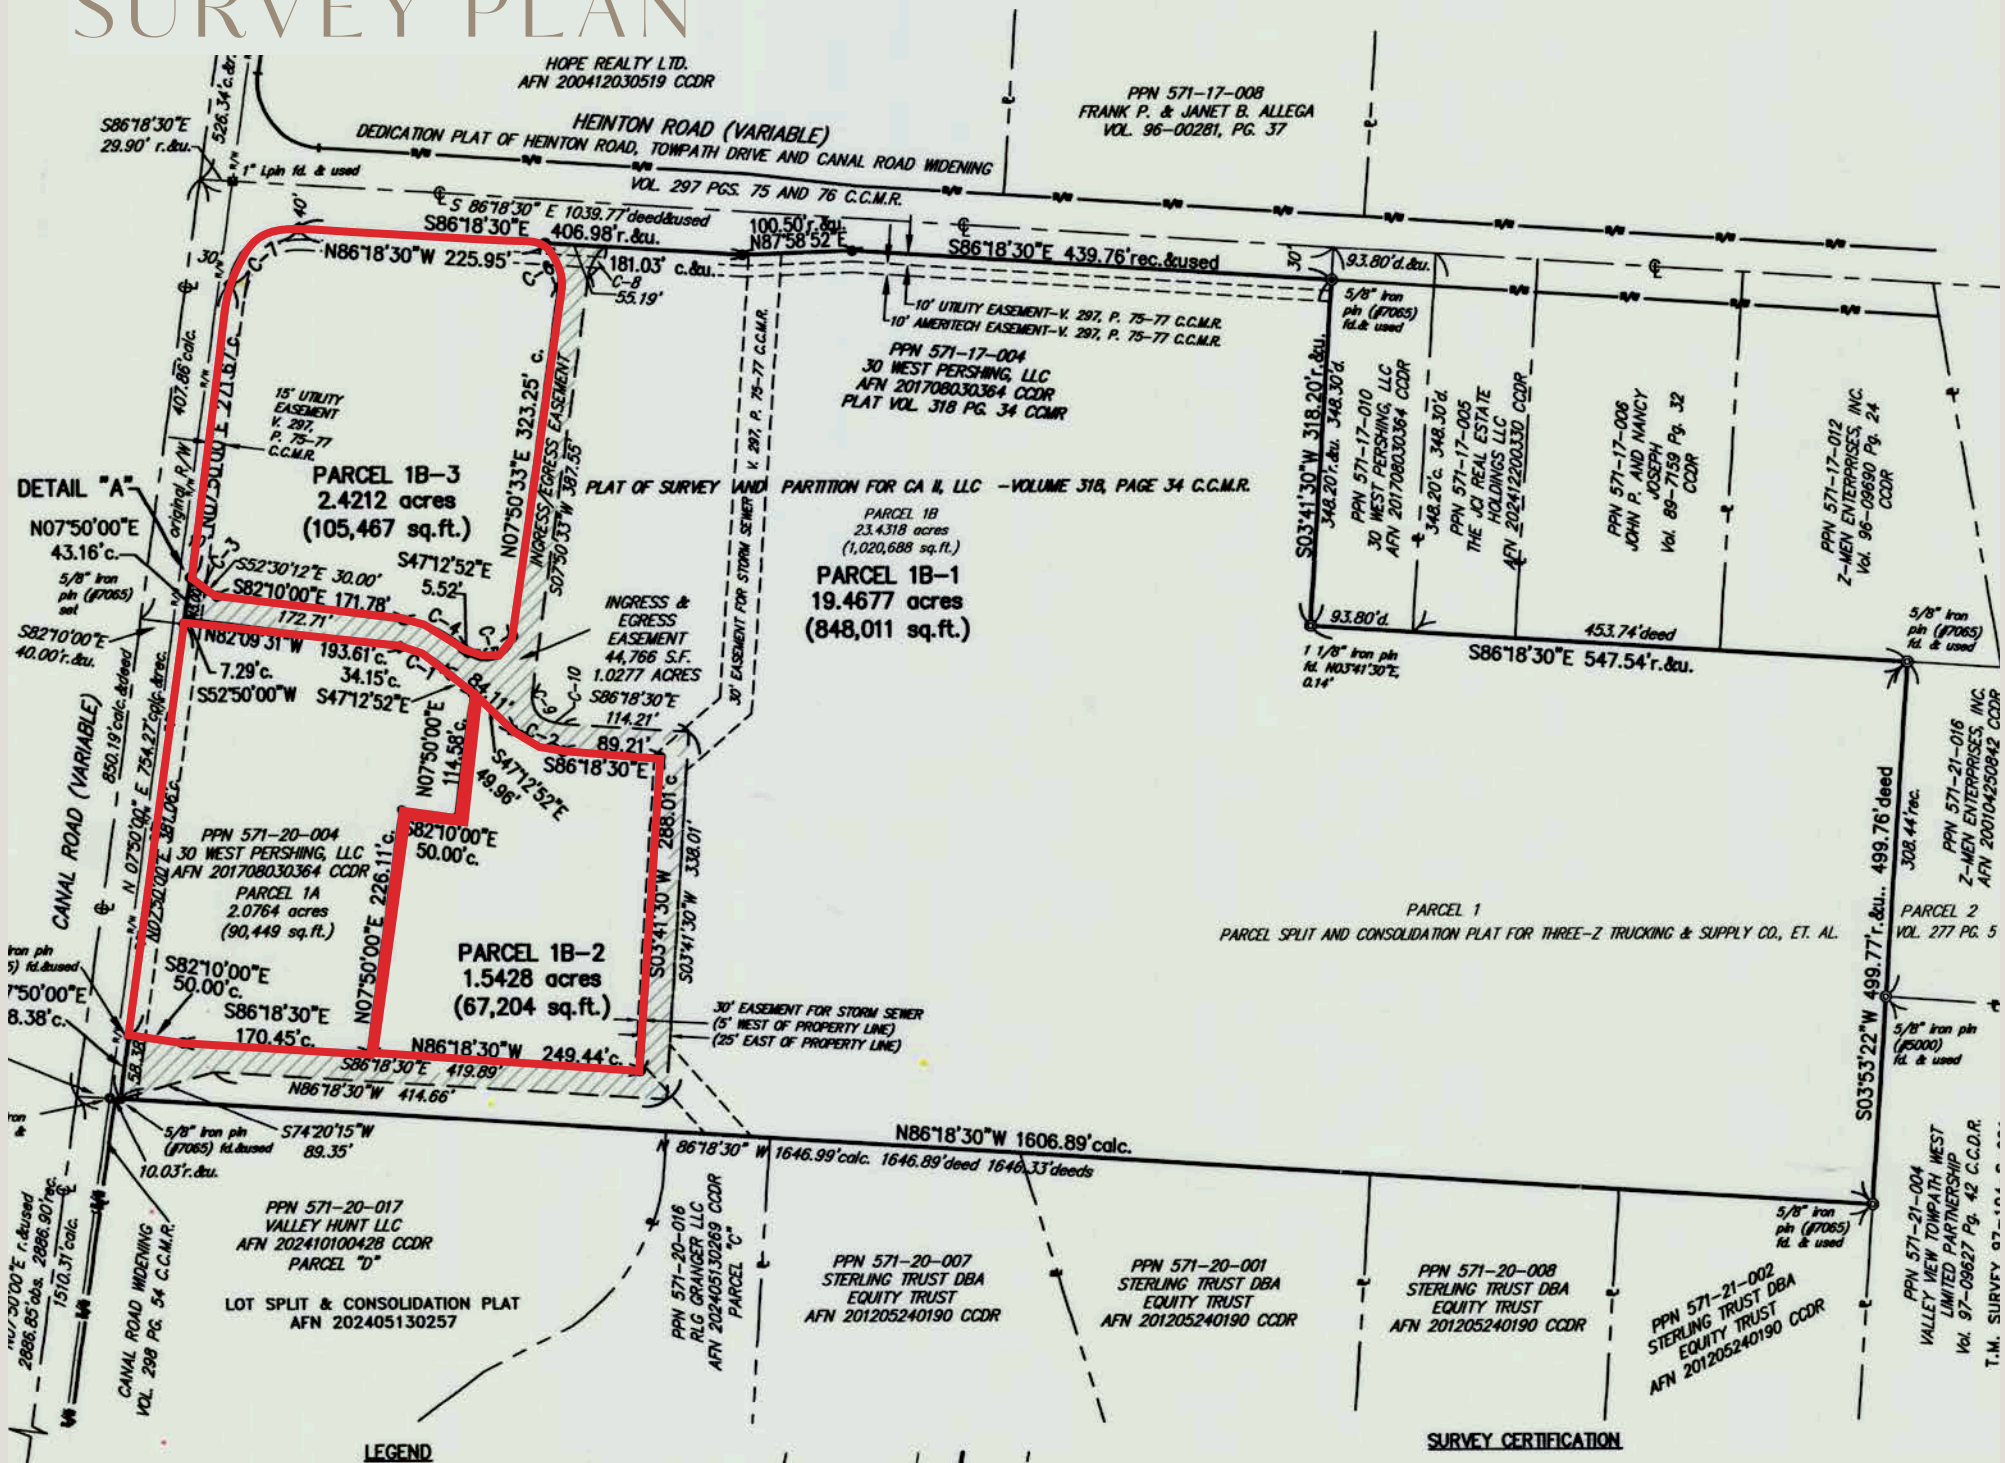 SURVEY PLAN
HOPE REALTY LTD.
AFN 200412030519 CCDR
PPN 571-17-008
FRANK P. & JANET B. ALLEGA
VOL. 96-00281, PG. 37
526.34'c.&r.
S86°18'30"E
29.90' r.&u.
HEINTON ROAD (VARIABLE)
DEDICATION PLAT OF HEINTON ROAD, TOWPATH DRIVE AND CANAL ROAD WIDENING
VOL. 297 PGS. 75 AND 76 C.C.M.R.
1" I.pin fd. & used
S 86°18'30" E 1039.77'deed&used
S86°18'30"E
406.98'r.&u.
100.50'r.&u.
N87°58'52"E
S86°18'30"E 439.76'rec.&used
40'
30'
C-7
N86°18'30"W 225.95'
181.03' c.&u.
C-8
55.19'
30'
93.80'd.&u.
5/8" iron
pin (#7065)
fd.& used
10' UTILITY EASEMENT-V. 297, P. 75-77 C.C.M.R.
10' AMERITECH EASEMENT-V. 297, P. 75-77 C.C.M.R.
PPN 571-17-004
30 WEST PERSHING, LLC
AFN 201708030364 CCDR
PLAT VOL. 318 PG. 34 CCMR
407.86'calc.
original R/W
N07°50'00"E 271.67'c.
15' UTILITY
EASEMENT
V. 297,
P. 75-77
C.C.M.R.
PARCEL 1B-3
2.4212 acres
(105,467 sq.ft.)
N07°50'33"E 323.25' c.
INGRESS/EGRESS EASEMENT
S07°50'33"W 387.55'
30' EASEMENT FOR STORM SEWER V. 297, P. 75-77 C.C.M.R.
S03°41'30"W 318.20'r.&u.
348.20'r.&u. 348.30'd.
PPN 571-17-010
30 WEST PERSHING, LLC
AFN 201708030364 CCDR
348.20'c. 348.30'd.
PPN 571-17-005
THE JCI REAL ESTATE
HOLDINGS LLC
AFN 202412200330 CCDR
PPN 571-17-006
JOHN P. AND NANCY
JOSEPH
Vol. 89-7159 Pg. 32
CCDR
PPN 571-17-012
Z-MEN ENTERPRISES, INC.
Vol. 96-09690 Pg. 24
CCDR
PLAT OF SURVEY AND PARTITION FOR CA II, LLC -VOLUME 318, PAGE 34 C.C.M.R.
PARCEL 1B
23.4318 acres
(1,020,688 sq.ft.)
PARCEL 1B-1
19.4677 acres
(848,011 sq.ft.)
DETAIL "A"
N07°50'00"E
43.16'c.
5/8" iron
pin (#7065)
set
S82°10'00"E
40.00'r.&u.
C-3
S52°30'12"E 30.00'
S82°10'00"E 171.78'
172.71'
S47°12'52"E
5.52'
C-4
N82°09'31"W 193.61'c.
C-1
34.15'c.
7.29'c.
S52°50'00"W
S47°12'52"E
84.11'
INGRESS &
EGRESS
EASEMENT
44,766 S.F.
1.0277 ACRES
C-9
C-10
S86°18'30"E
114.21'
C-2
89.21'
S86°18'30"E
93.80'd.
453.74'deed
S86°18'30"E 547.54'r.&u.
1 1/8" iron pin
fd. N03°41'30"E,
0.14'
5/8" iron
pin (#7065)
fd. & used
CANAL ROAD (VARIABLE)
850.19'calc.&deed
N 07°50'00" E 754.27'calc.&rec.
N07°50'00"E 381.06'c.
N07°50'00"E
114.58'c.
S47°12'52"E
49.96'
S82°10'00"E
50.00'c.
PPN 571-20-004
30 WEST PERSHING, LLC
AFN 201708030364 CCDR
PARCEL 1A
2.0764 acres
(90,449 sq.ft.)
N07°50'00"E 226.11'c.
PARCEL 1B-2
1.5428 acres
(67,204 sq.ft.)
S03°41'30"W 288.01'c
S03°41'30"W 338.01'
PARCEL 1
PARCEL SPLIT AND CONSOLIDATION PLAT FOR THREE-Z TRUCKING & SUPPLY CO., ET. AL.
S03°53'22"W 499.77'r.&u.. 499.76'deed
308.44'rec.
PPN 571-21-016
Z-MEN ENTERPRISES, INC.
AFN 200104250842 CCDR
PARCEL 2
VOL. 277 PG. 5
iron pin
fd.&used
7°50'00"E
8.38'c.
58.38
S82°10'00"E
50.00'c.
S86°18'30"E
170.45'c.
N86°18'30"W 249.44'c.
S86°18'30"E 419.89'
N86°18'30"W 414.66'
30' EASEMENT FOR STORM SEWER
(5' WEST OF PROPERTY LINE)
(25' EAST OF PROPERTY LINE)
5/8" iron pin
(#5000)
fd. & used
5/8" iron pin
(#7065) fd.&used
S74°20'15"W
89.35'
10.03'r.&u.
N86°18'30"W 1606.89'calc.
N 86°18'30" W 1646.99'calc. 1646.89'deed 1646.33'deeds
5/8" iron
pin (#7065)
fd. & used
2886.85'obs. 2886.90'rec.
1510.31'calc.
CANAL ROAD WIDENING
VOL. 298 PG. 54 C.C.M.R.
PPN 571-20-017
VALLEY HUNT LLC
AFN 202410100428 CCDR
PARCEL "D"
LOT SPLIT & CONSOLIDATION PLAT
AFN 202405130257
PPN 571-20-016
RLG GRANGER LLC
AFN 202405130269 CCDR
PARCEL "C"
PPN 571-20-007
STERLING TRUST DBA
EQUITY TRUST
AFN 201205240190 CCDR
PPN 571-20-001
STERLING TRUST DBA
EQUITY TRUST
AFN 201205240190 CCDR
PPN 571-20-008
STERLING TRUST DBA
EQUITY TRUST
AFN 201205240190 CCDR
PPN 571-21-002
STERLING TRUST DBA
EQUITY TRUST
AFN 201205240190 CCDR
PPN 571-21-004
VALLEY VIEW TOWPATH WEST
LIMITED PARTNERSHIP
Vol. 97-09627 Pg. 42 C.C.D.R.
LEGEND
SURVEY CERTIFICATION